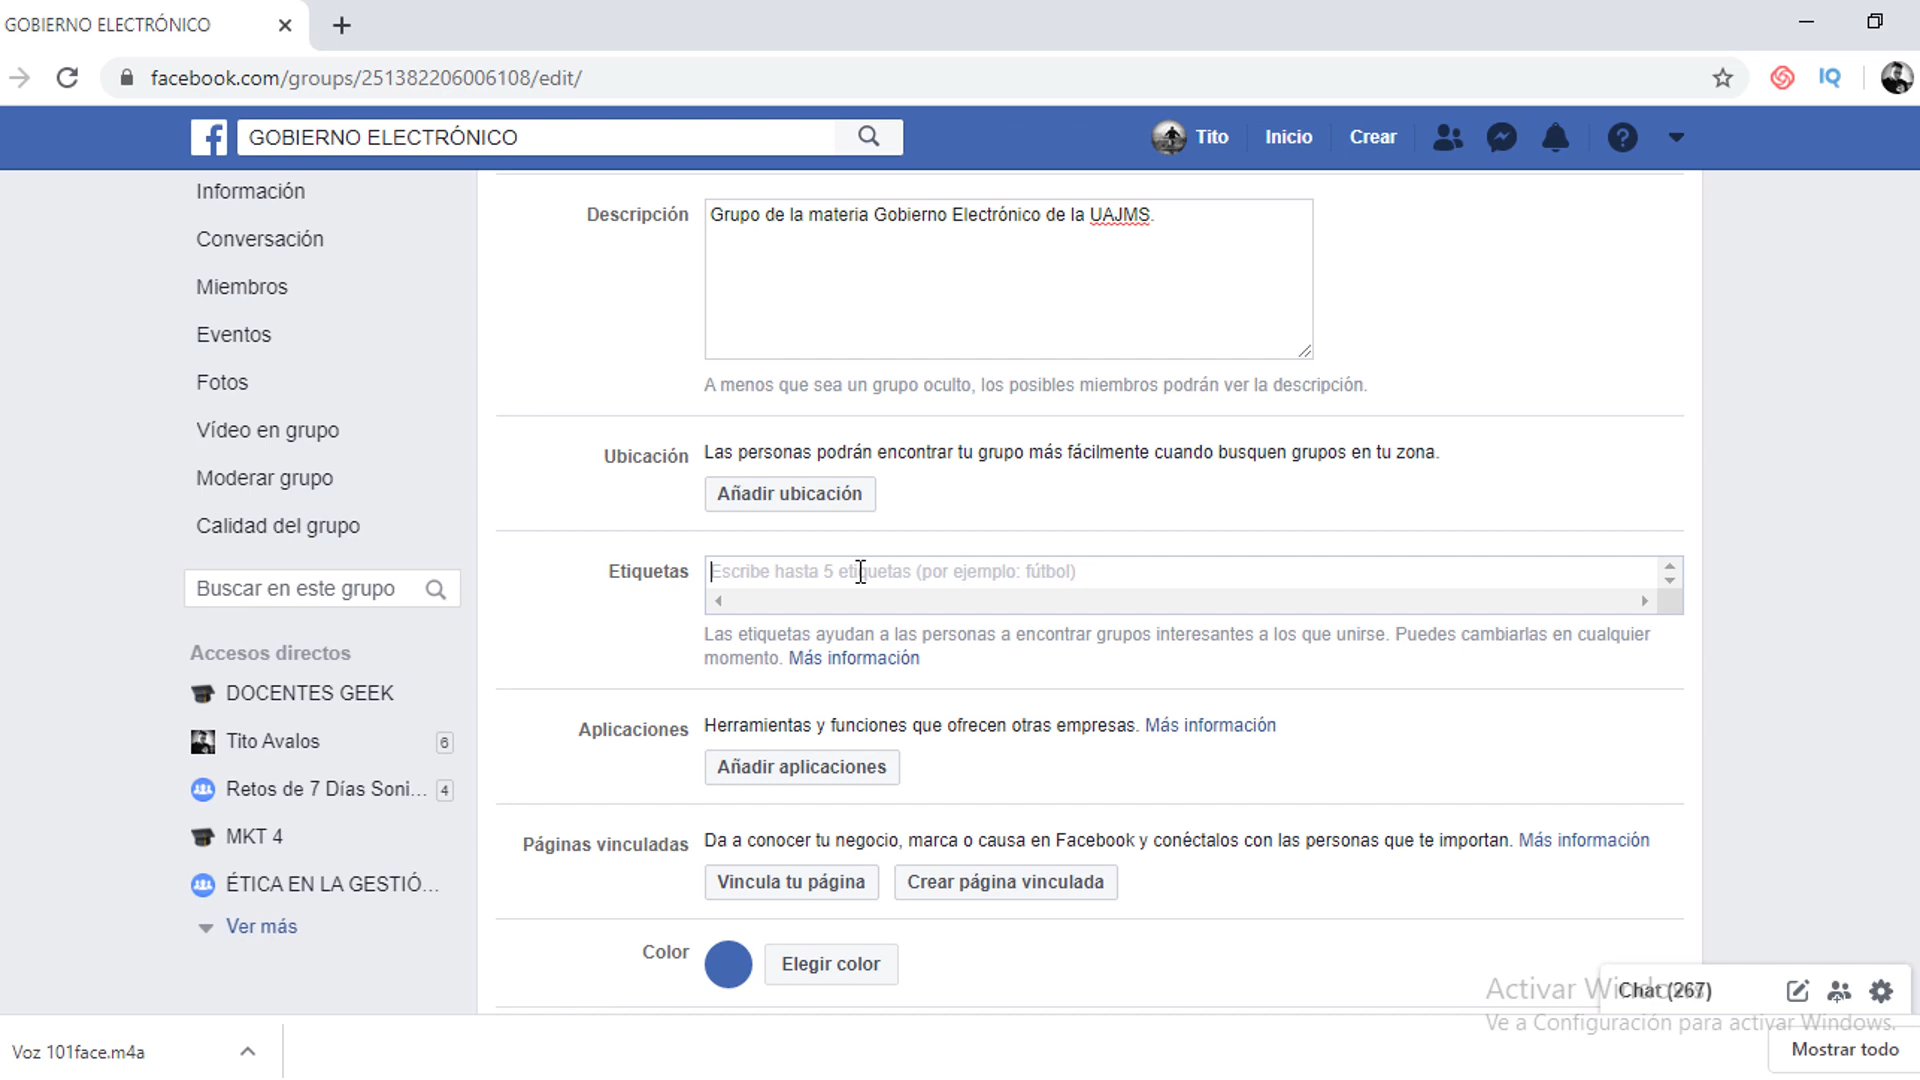 GOBIERNO ELECTRÓNICO
facebook.com/groups/251382206006108/edit/
IQ
GOBIERNO ELECTRÓNICO
Tito
Inicio
Crear
Información
Conversación
Miembros
Eventos
Fotos
Vídeo en grupo
Moderar grupo
Calidad del grupo
Buscar en este grupo
Accesos directos
DOCENTES GEEK
Tito Avalos 6
Retos de 7 Días Soni... 4
MKT 4
ÉTICA EN LA GESTIÓ...
Ver más
Descripción
Grupo de la materia Gobierno Electrónico de la UAJMS.
A menos que sea un grupo oculto, los posibles miembros podrán ver la descripción.
Ubicación
Las personas podrán encontrar tu grupo más fácilmente cuando busquen grupos en tu zona.
Añadir ubicación
Etiquetas
Escribe hasta 5 etiquetas (por ejemplo: fútbol)
Las etiquetas ayudan a las personas a encontrar grupos interesantes a los que unirse. Puedes cambiarlas en cualquier
momento. Más información
Aplicaciones
Herramientas y funciones que ofrecen otras empresas. Más información
Añadir aplicaciones
Páginas vinculadas
Da a conocer tu negocio, marca o causa en Facebook y conéctalos con las personas que te importan. Más información
Vincula tu página
Crear página vinculada
Color
Elegir color
Chat (267)
Activar Windows
Ve a Configuración para activar Windows.
Voz 101face.m4a
Mostrar todo